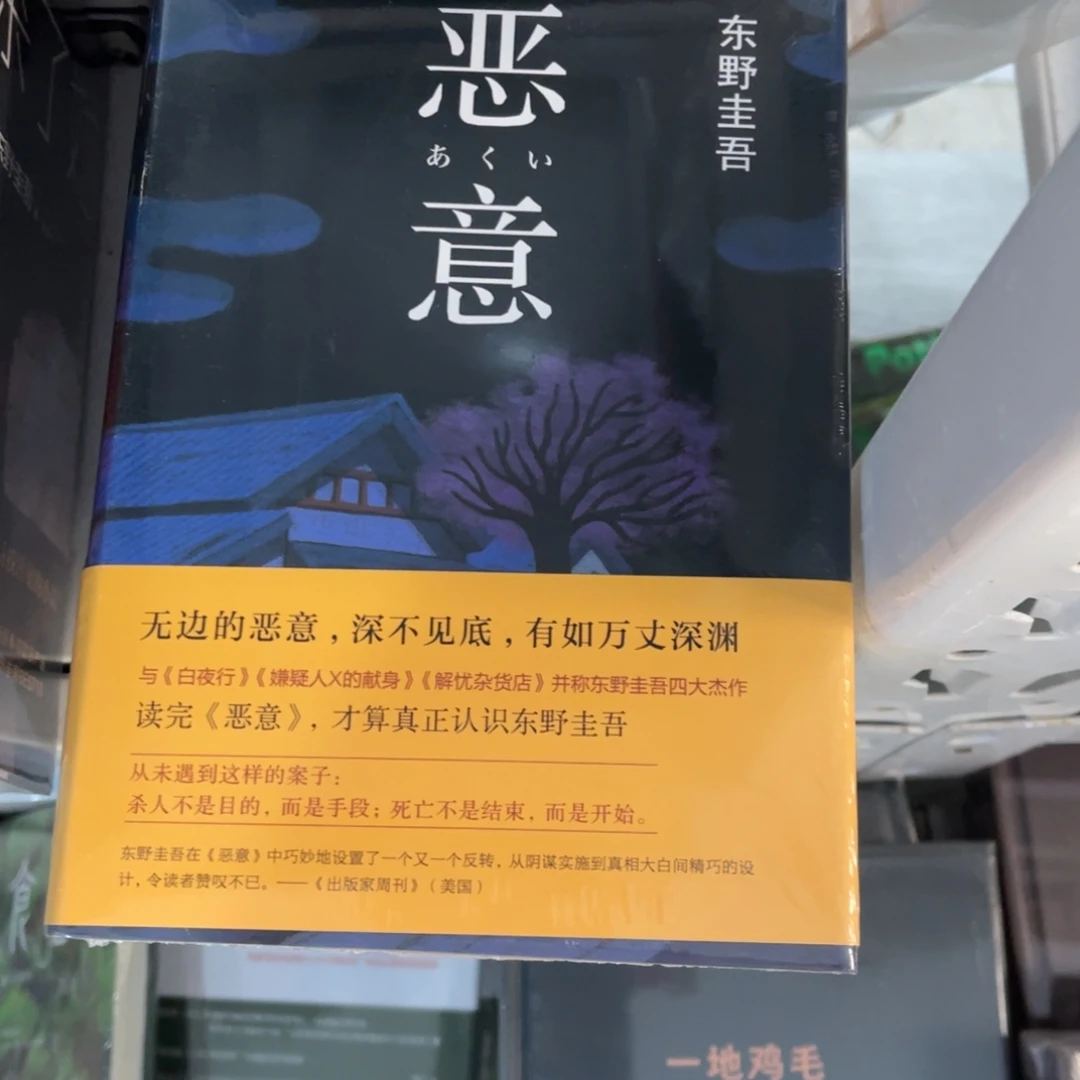 恶
あくい
意
东野圭吾
无边的恶意，深不见底，有如万丈深渊
与《白夜行》《嫌疑人X的献身》《解忧杂货店》并称东野圭吾四大杰作
读完《恶意》，才算真正认识东野圭吾
从未遇到这样的案子：
杀人不是目的，而是手段；死亡不是结束，而是开始。
东野圭吾在《恶意》中巧妙地设置了一个又一个反转，从阴谋实施到真相大白间精巧的设
计，令读者赞叹不已。——《出版家周刊》（美国）
一地鸡毛